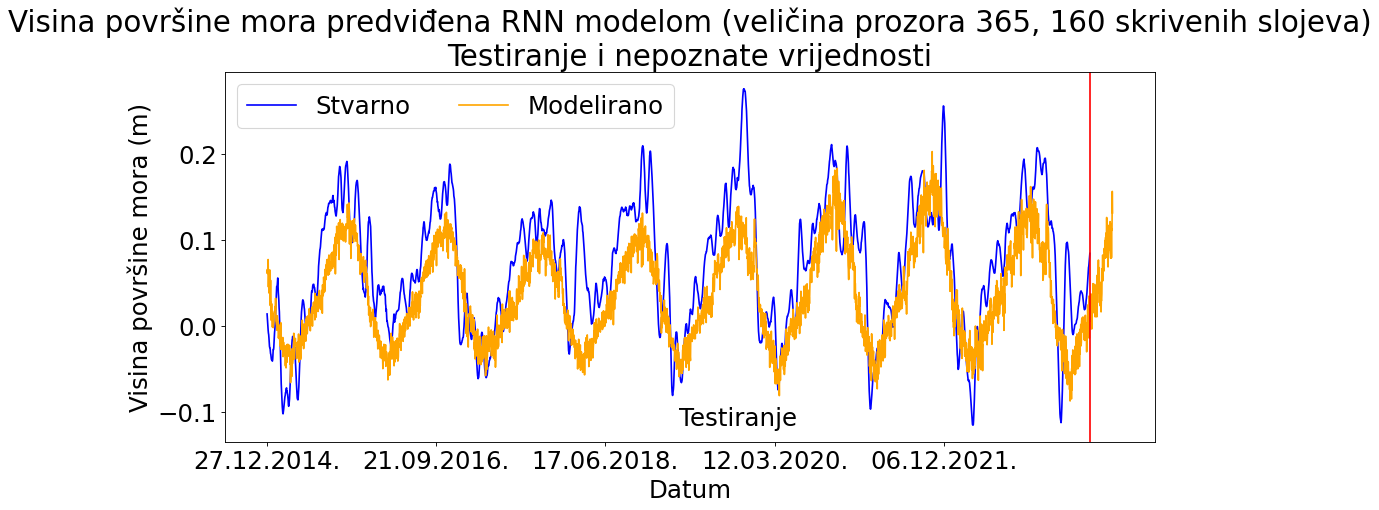 Visina površine mora predviđena RNN modelom (veličina prozora 365, 160 skrivenih slojeva)
Testiranje i nepoznate vrijednosti
Stvarno Modelirano
Visina površine mora (m)
0.2
0.1
0.0
−0.1
Testiranje
27.12.2014. 21.09.2016. 17.06.2018. 12.03.2020. 06.12.2021.
Datum